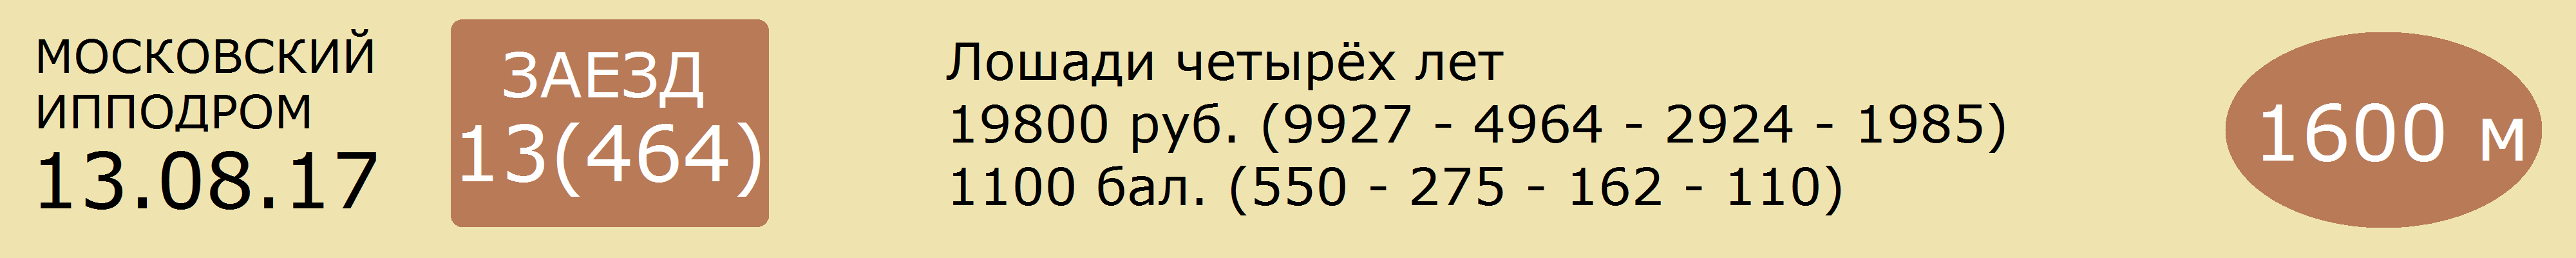 МОСКОВСКИЙ
ИППОДРОМ
13.08.17
ЗАЕЗД
13(464)
Лошади четырёх лет
19800 руб. (9927 - 4964 - 2924 - 1985)
1100 бал. (550 - 275 - 162 - 110)
1600 м